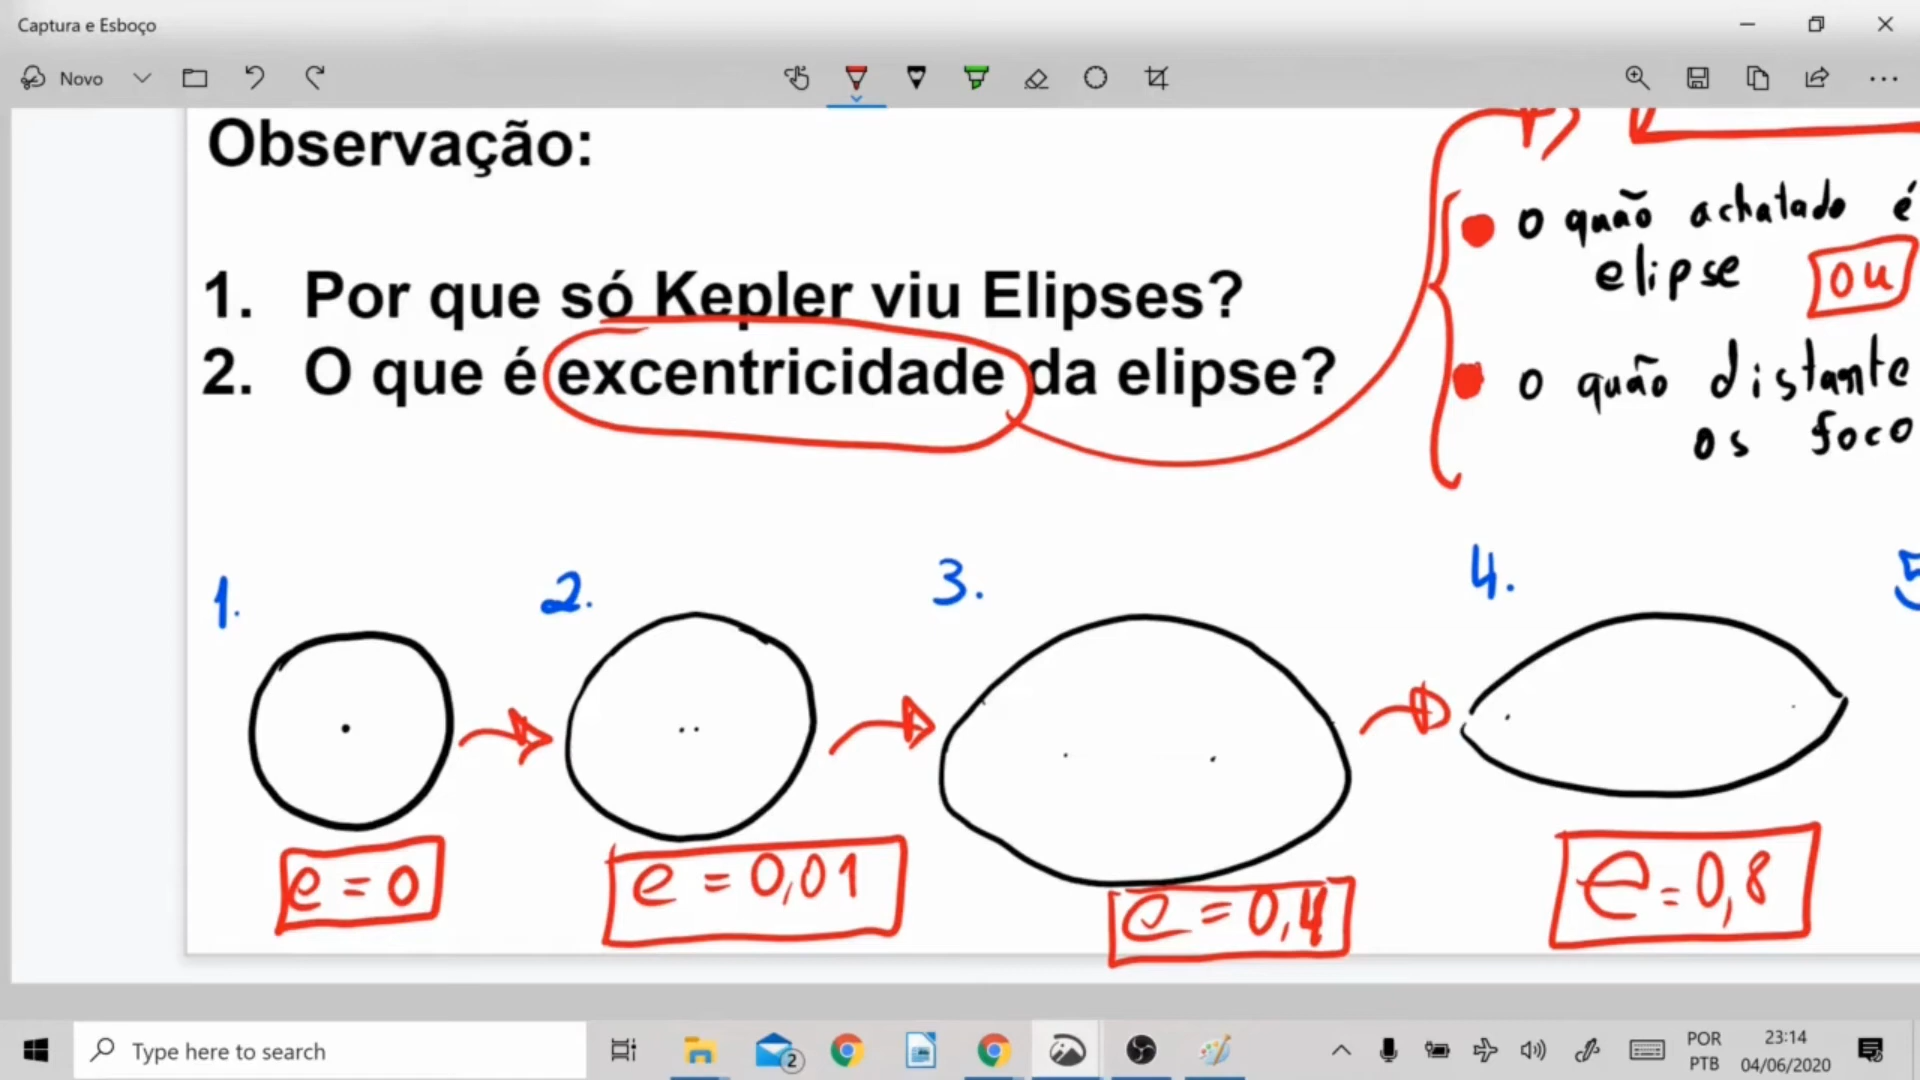 Captura e Esboço
Novo
Observação:
1. Por que só Kepler viu Elipses?
2. O que é excentricidade da elipse?
o quão achatado é
elipse ou
o quão distante
os foco
1. 2. 3. 4. 5
e = 0
e = 0,01
e = 0,4
e = 0,8
Type here to search
2
POR
PTB
23:14
04/06/2020